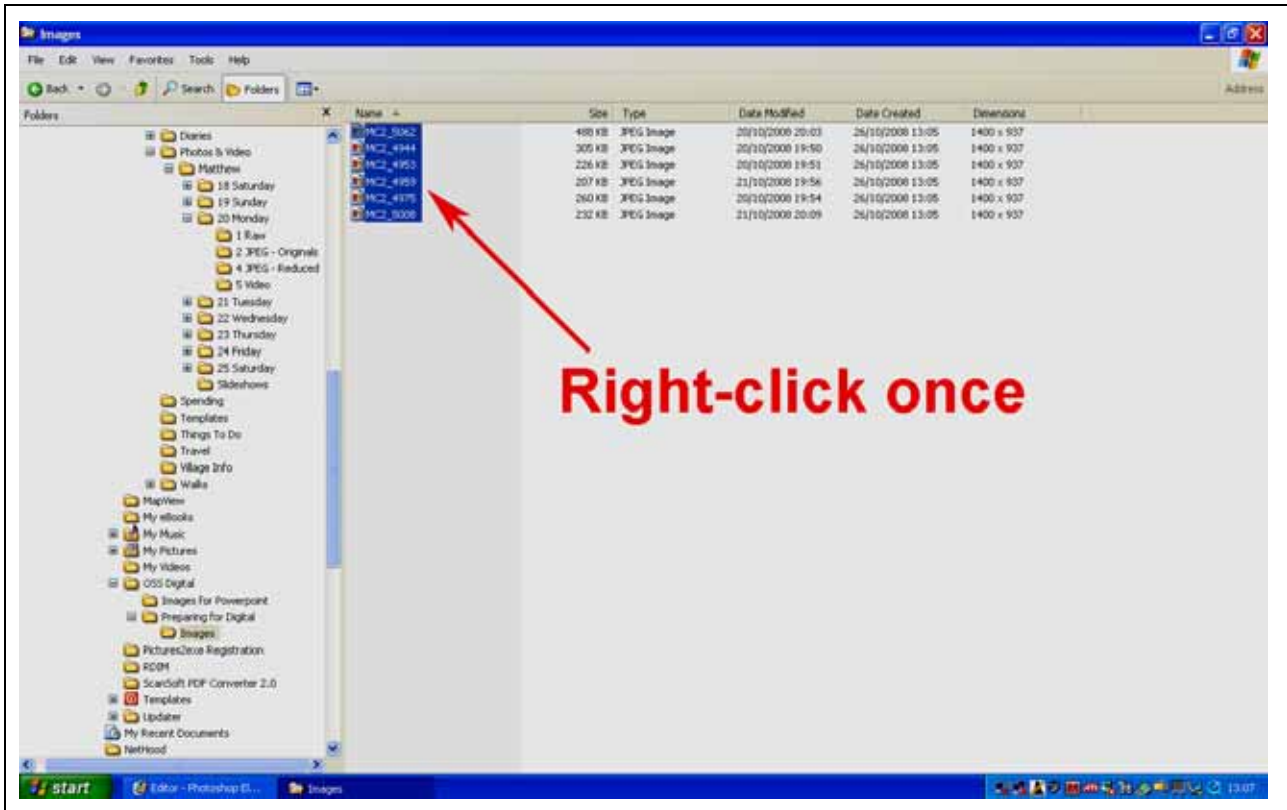 Images
File Edit View Favorites Tools Help
Back Search Folders
Address
Folders X
Name Size Type Date Modified Date Created Dimensions
MC2_5062 488 KB JPEG Image 20/10/2008 20:03 26/10/2008 13:05 1400 x 937
MC2_4944 305 KB JPEG Image 20/10/2008 19:50 26/10/2008 13:05 1400 x 937
MC2_4953 226 KB JPEG Image 20/10/2008 19:51 26/10/2008 13:05 1400 x 937
MC2_4959 207 KB JPEG Image 21/10/2008 19:56 26/10/2008 13:05 1400 x 937
MC2_4975 260 KB JPEG Image 20/10/2008 19:54 26/10/2008 13:05 1400 x 937
MC2_5008 232 KB JPEG Image 21/10/2008 20:09 26/10/2008 13:05 1400 x 937
Diaries
Photos & Video
Matthew
18 Saturday
19 Sunday
20 Monday
1 Raw
2 JPEG - Originals
4 JPEG - Reduced
5 Video
21 Tuesday
22 Wednesday
23 Thursday
24 Friday
25 Saturday
Slideshows
Spending
Templates
Things To Do
Travel
Village Info
Walks
MapView
My eBooks
My Music
My Pictures
My Videos
OSS Digital
Images for Powerpoint
Preparing for Digital
Images
Pictures2exe Registration
ScanSoft PDF Converter 2.0
Templates
Updater
My Recent Documents
NetHood
Right-click once
start
Editor - Photoshop El...
Images
13:07